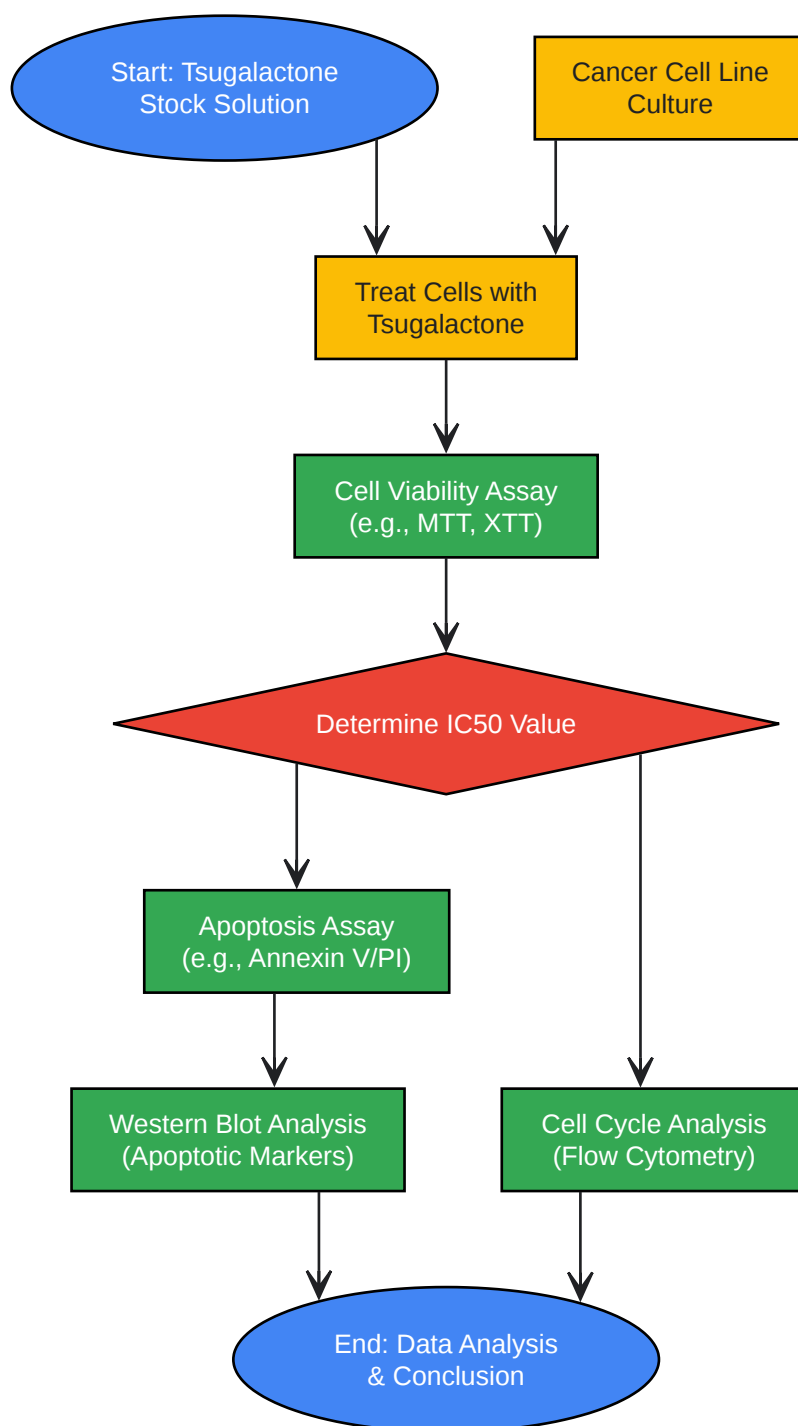 Start: Tsugalactone
Stock Solution
Cancer Cell Line
Culture
Treat Cells with
Tsugalactone
Cell Viability Assay
(e.g., MTT, XTT)
Determine IC50 Value
Apoptosis Assay
(e.g., Annexin V/PI)
Western Blot Analysis
(Apoptotic Markers)
Cell Cycle Analysis
(Flow Cytometry)
End: Data Analysis
& Conclusion